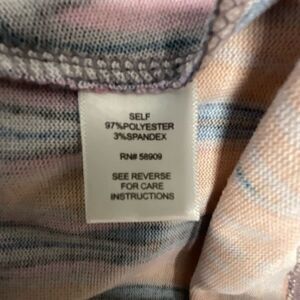 SELF
97%POLYESTER
3%SPANDEX
RN# 58909
SEE REVERSE
FOR CARE
INSTRUCTIONS